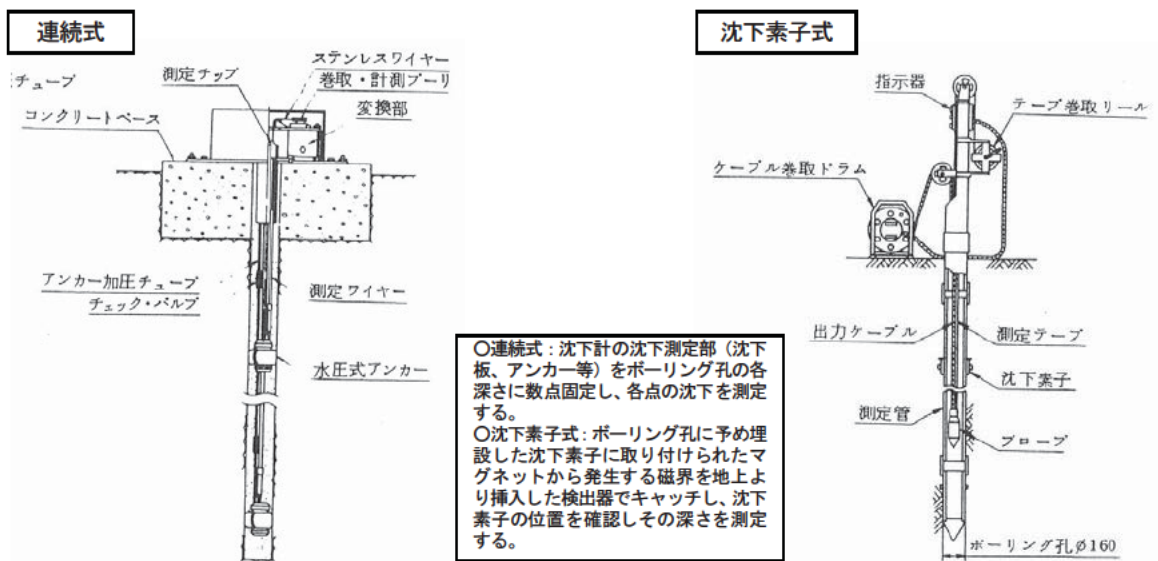 連続式
測定チップ
ステンレスワイヤー
巻取・計測プーリ
変換部
チューブ
コンクリートベース
アンカー加圧チューブ
チェック・バルブ
測定ワイヤー
水圧式アンカー
沈下素子式
指示器
テープ巻取リール
ケーブル巻取ドラム
出力ケーブル
測定テープ
沈下素子
測定管
プローブ
ボーリング孔φ160
〇連続式:沈下計の沈下測定部(沈下
板、アンカー等)をボーリング孔の各
深さに数点固定し、各点の沈下を測定
する。
〇沈下素子式:ボーリング孔に予め埋
設した沈下素子に取り付けられたマ
グネットから発生する磁界を地上よ
り挿入した検出器でキャッチし、沈下
素子の位置を確認しその深さを測定
する。